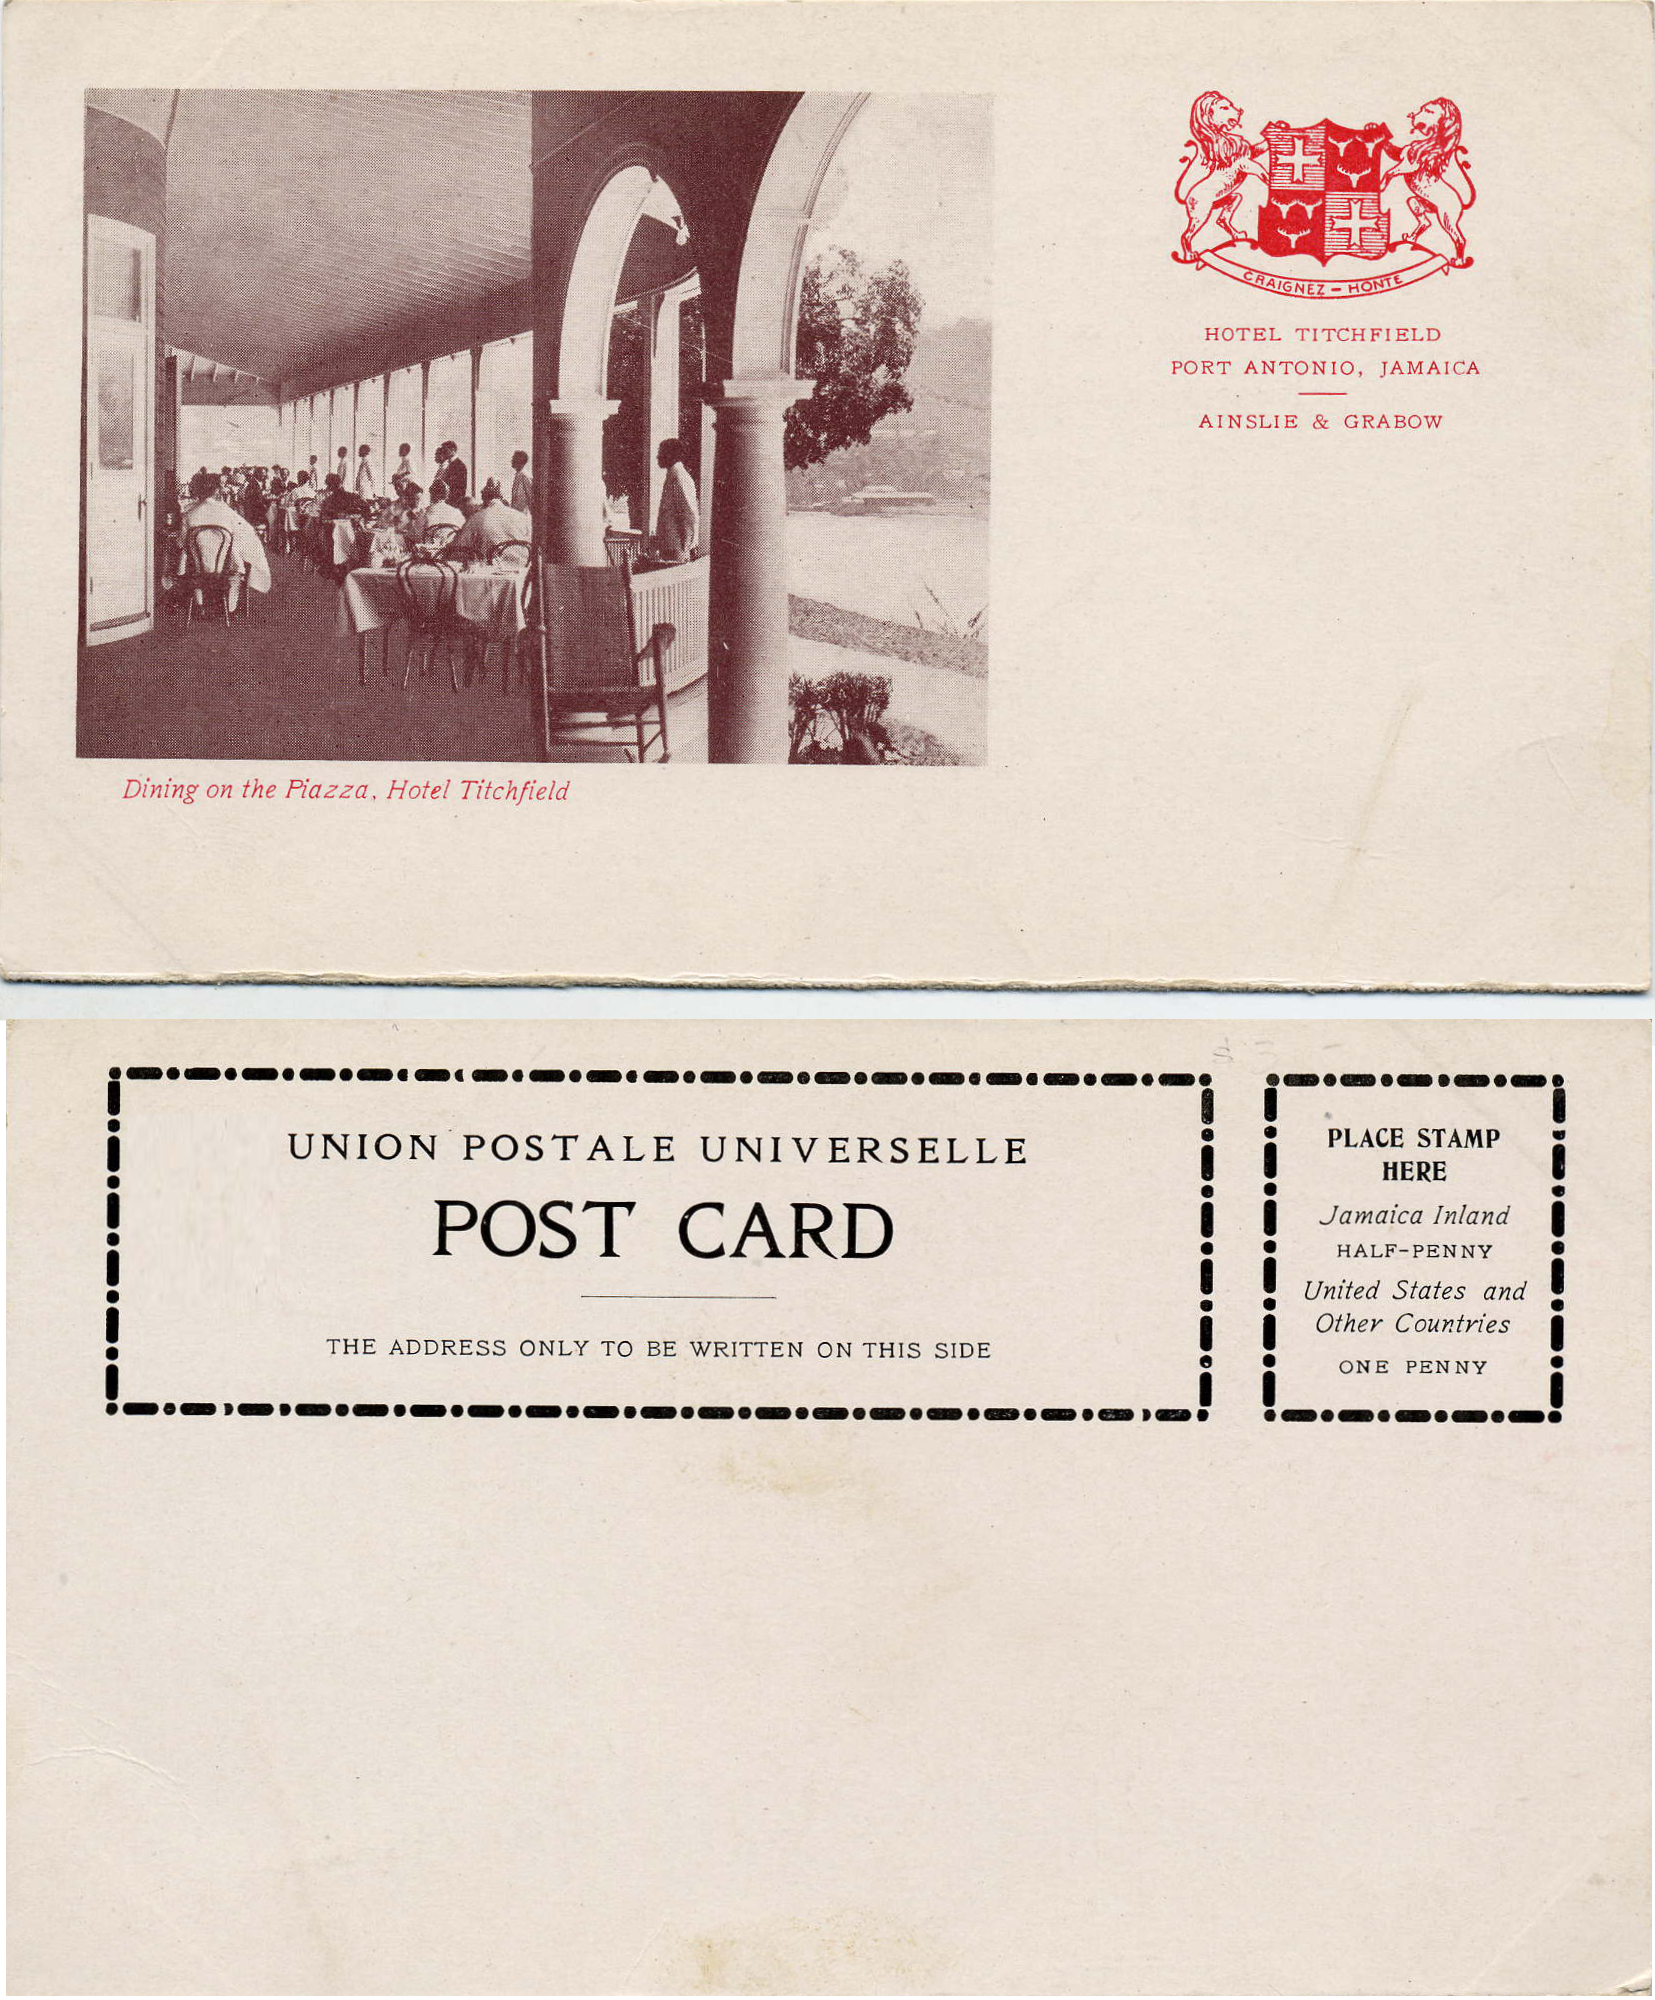 CRAIGNEZ - HONTE
HOTEL TITCHFIELD
PORT ANTONIO, JAMAICA
AINSLIE & GRABOW
Dining on the Piazza, Hotel Titchfield
UNION POSTALE UNIVERSELLE
POST CARD
THE ADDRESS ONLY TO BE WRITTEN ON THIS SIDE
PLACE STAMP
HERE
Jamaica Inland
HALF-PENNY
United States and
Other Countries
ONE PENNY